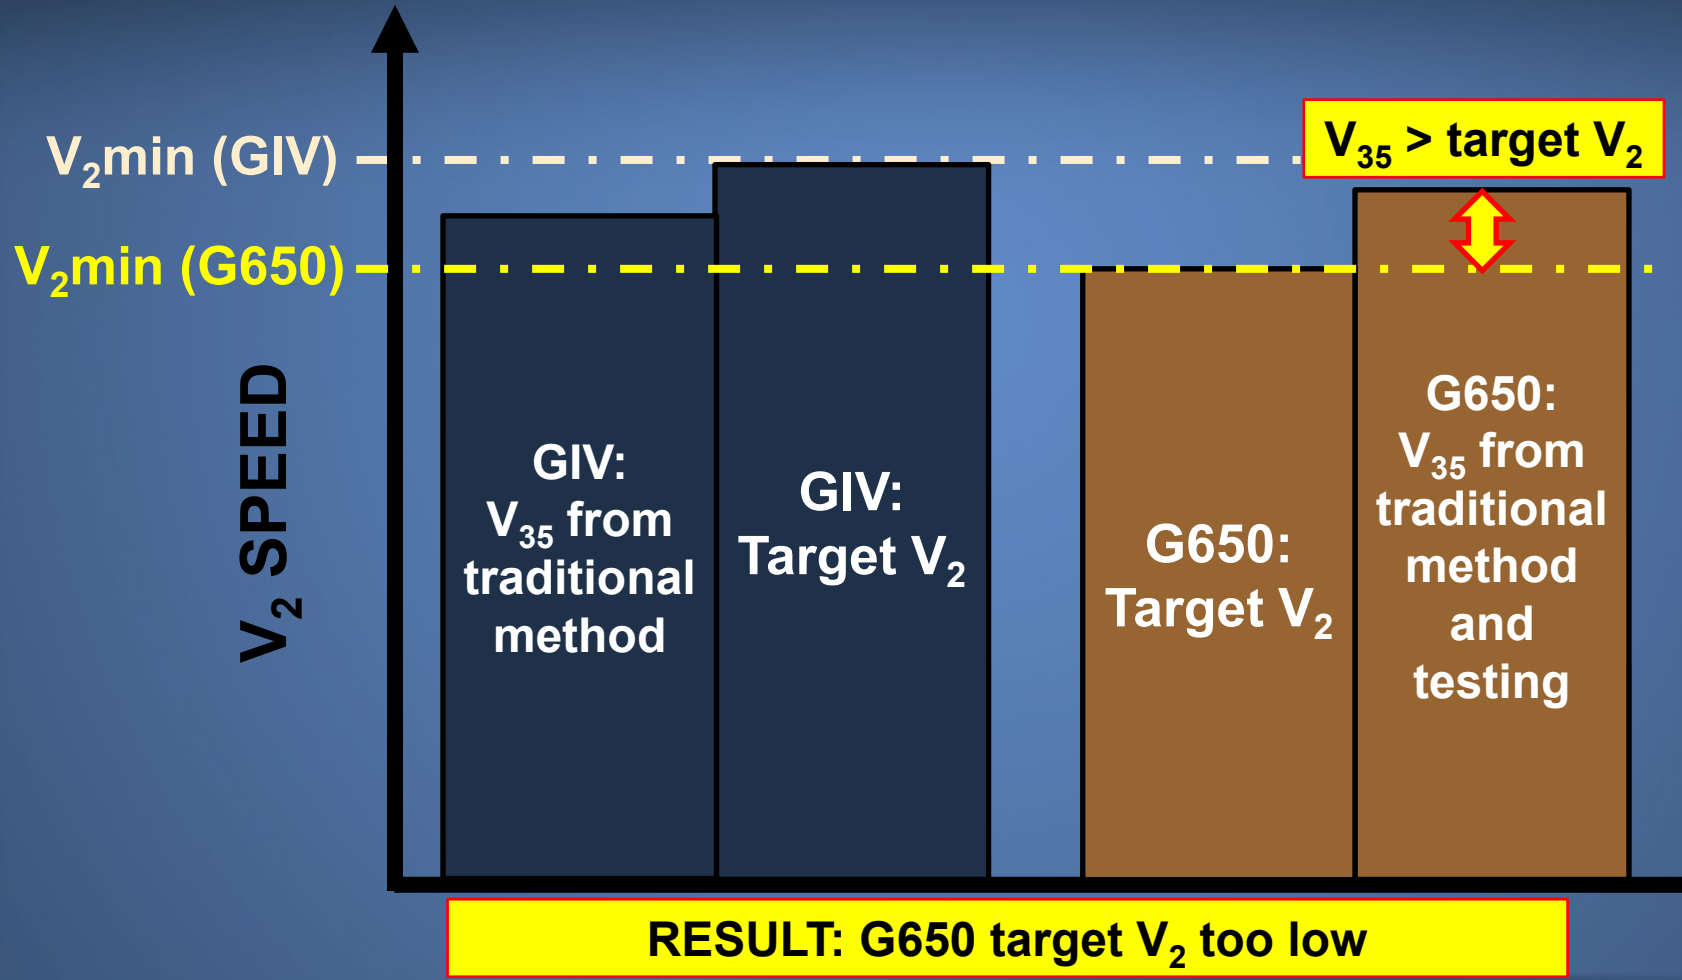 V₂min (GIV)
V₃₅ > target V₂
V₂min (G650)
V₂ SPEED
GIV:
V₃₅ from
traditional
method
GIV:
Target V₂
G650:
Target V₂
G650:
V₃₅ from
traditional
method
and
testing
RESULT: G650 target V₂ too low